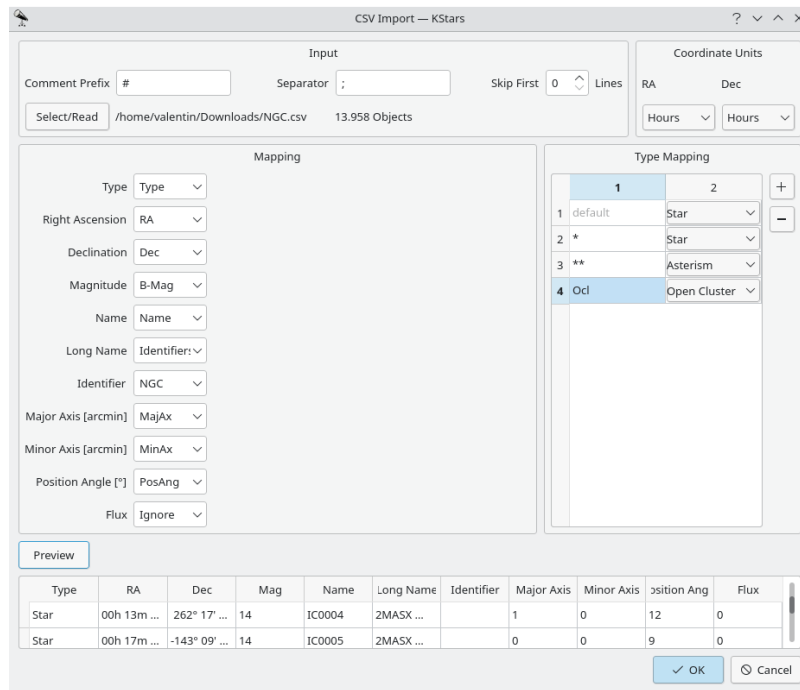 CSV Import — KStars
Input
Comment Prefix #
Separator ;
Skip First 0 Lines
Select/Read /home/valentin/Downloads/NGC.csv 13.958 Objects
Coordinate Units
RA Dec
Hours Hours
Mapping
Type Type
Right Ascension RA
Declination Dec
Magnitude B-Mag
Name Name
Long Name Identifiers
Identifier NGC
Major Axis [arcmin] MajAx
Minor Axis [arcmin] MinAx
Position Angle [°] PosAng
Flux Ignore
Type Mapping
1 2
1 default Star
2 * Star
3 ** Asterism
4 Ocl Open Cluster
Preview
Type RA Dec Mag Name Long Name Identifier Major Axis Minor Axis osition Ang Flux
Star 00h 13m ... 262° 17' ... 14 IC0004 2MASX ... 1 0 12 0
Star 00h 17m ... -143° 09' ... 14 IC0005 2MASX ... 0 0 9 0
OK Cancel